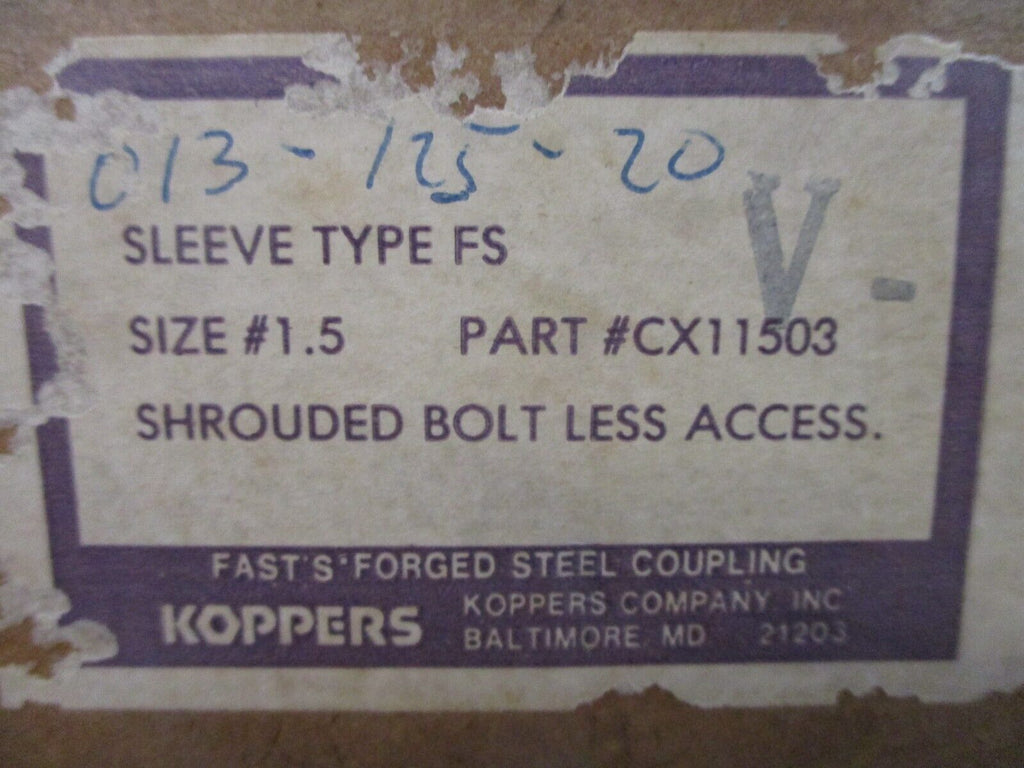 013-125-20
V-
SLEEVE TYPE FS
SIZE #1.5 PART #CX11503
SHROUDED BOLT LESS ACCESS.
FAST'S® FORGED STEEL COUPLING
KOPPERS
KOPPERS COMPANY INC
BALTIMORE, MD 21203